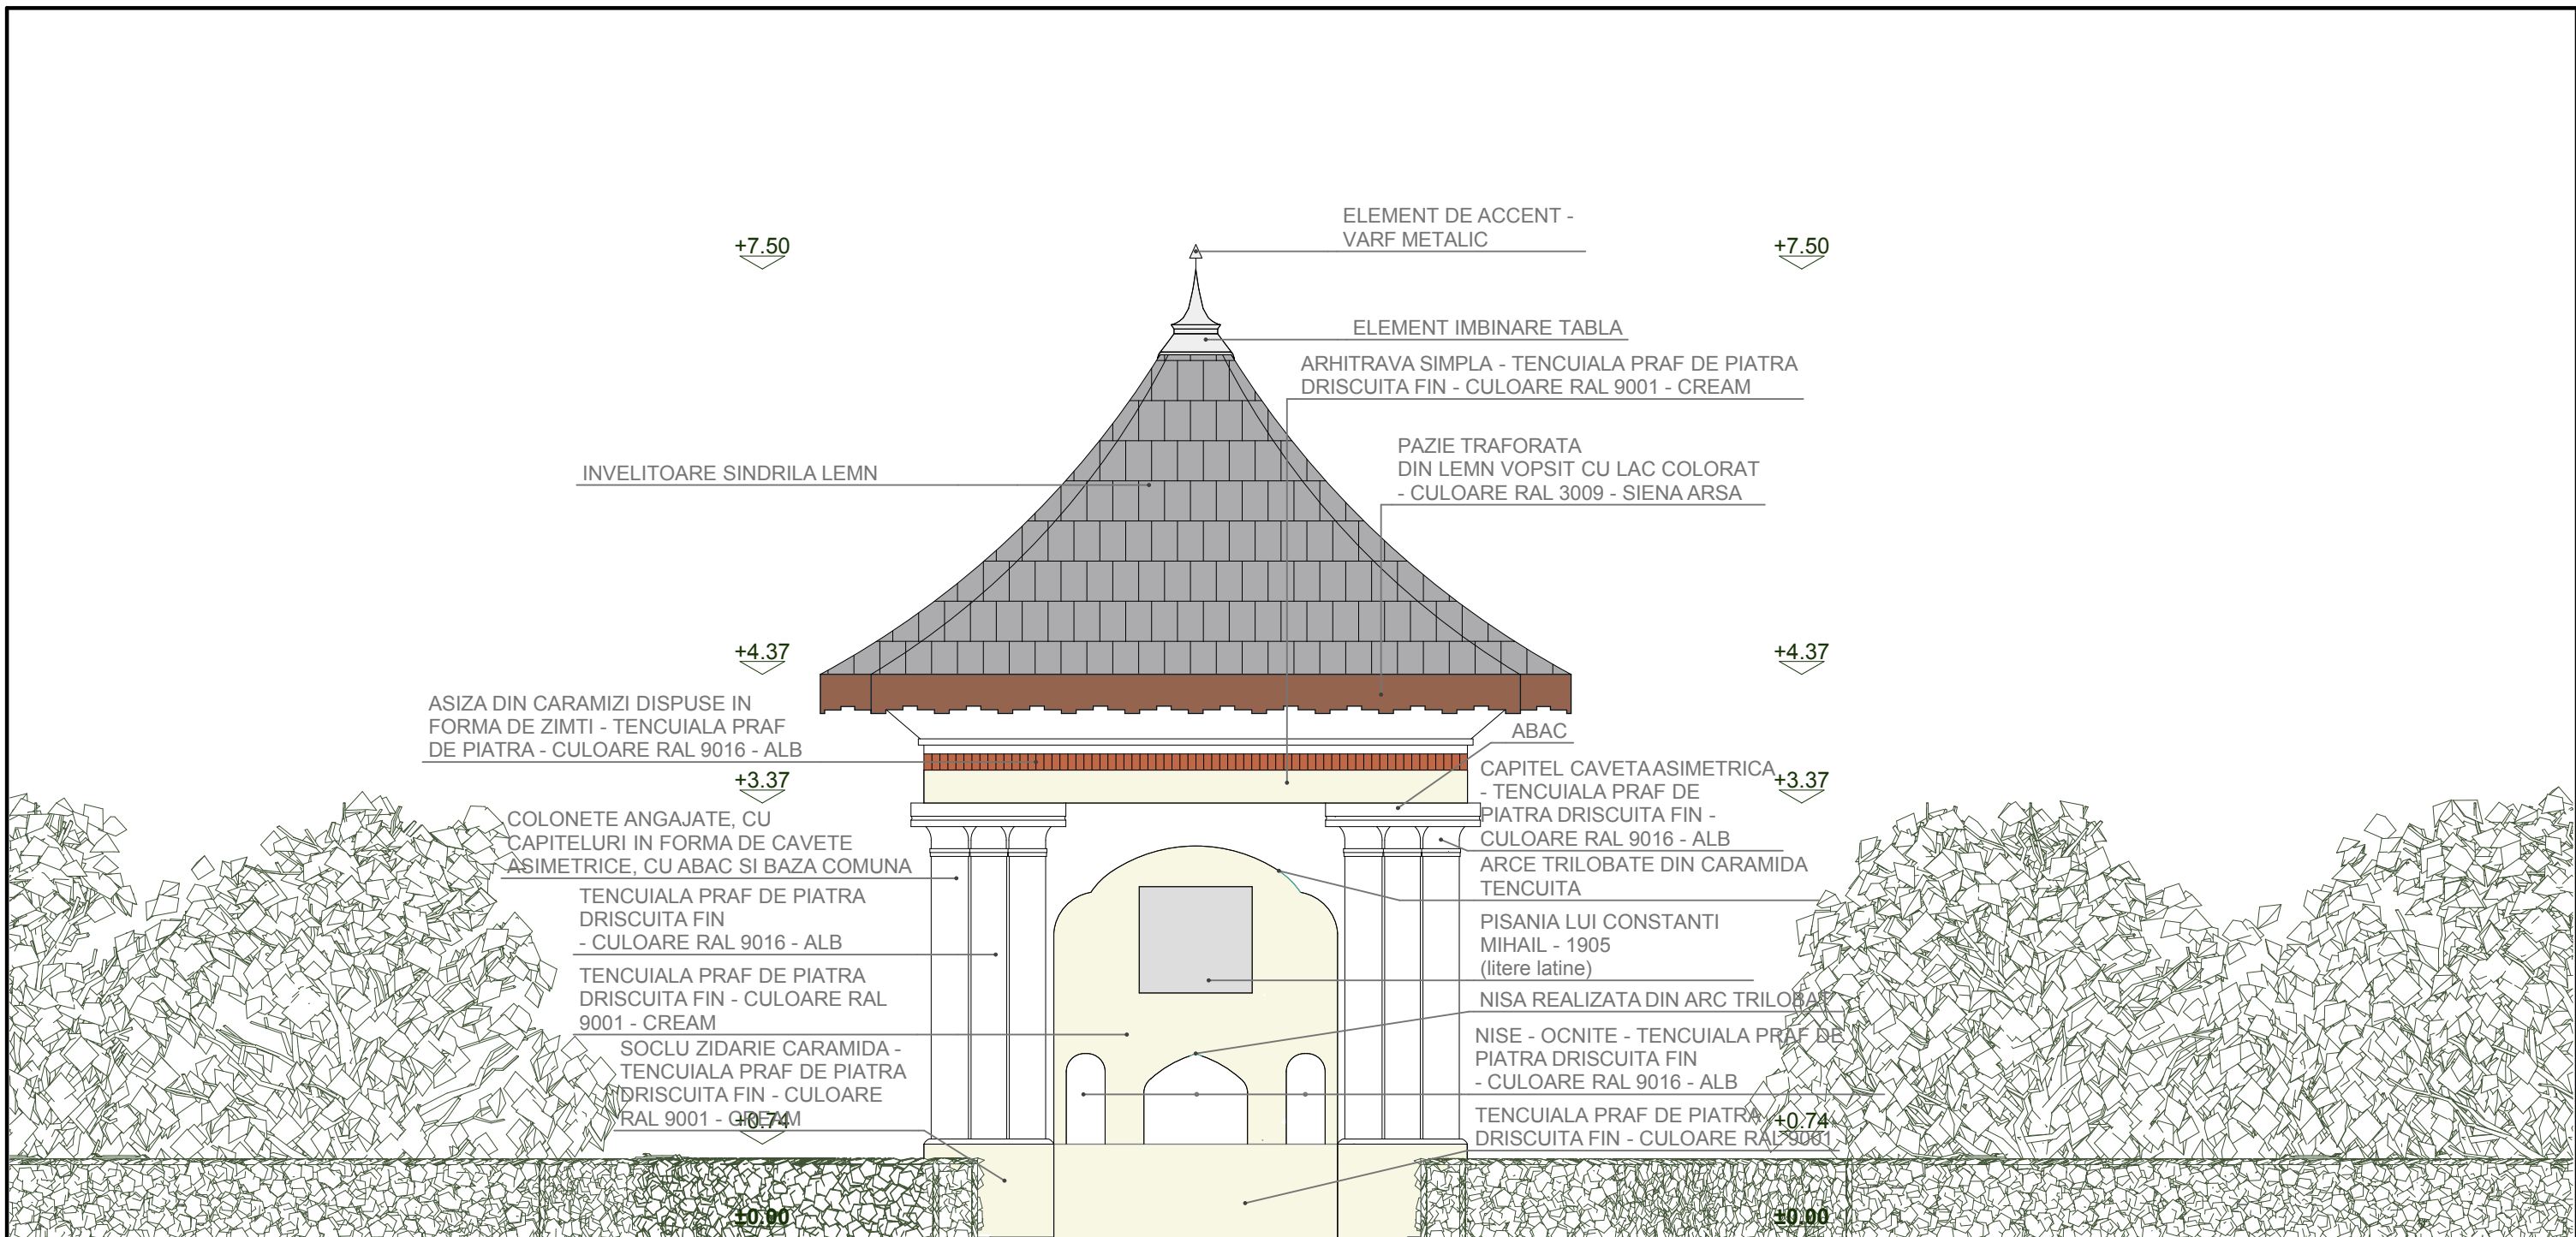 ELEMENT DE ACCENT -
VARF METALIC
+7.50
+7.50
ELEMENT IMBINARE TABLA
ARHITRAVA SIMPLA - TENCUIALA PRAF DE PIATRA
DRISCUITA FIN - CULOARE RAL 9001 - CREAM
PAZIE TRAFORATA
DIN LEMN VOPSIT CU LAC COLORAT
- CULOARE RAL 3009 - SIENA ARSA
INVELITOARE SINDRILA LEMN
+4.37
+4.37
ASIZA DIN CARAMIZI DISPUSE IN
FORMA DE ZIMTI - TENCUIALA PRAF
DE PIATRA - CULOARE RAL 9016 - ALB
ABAC
+3.37
+3.37
CAPITEL CAVETA ASIMETRICA
- TENCUIALA PRAF DE
PIATRA DRISCUITA FIN -
CULOARE RAL 9016 - ALB
COLONETE ANGAJATE, CU
CAPITELURI IN FORMA DE CAVETE
ASIMETRICE, CU ABAC SI BAZA COMUNA
ARCE TRILOBATE DIN CARAMIDA
TENCUITA
TENCUIALA PRAF DE PIATRA
DRISCUITA FIN
- CULOARE RAL 9016 - ALB
PISANIA LUI CONSTANTI
MIHAIL - 1905
(litere latine)
TENCUIALA PRAF DE PIATRA
DRISCUITA FIN - CULOARE RAL
9001 - CREAM
NISA REALIZATA DIN ARC TRILOBAT
NISE - OCNITE - TENCUIALA PRAF DE
PIATRA DRISCUITA FIN
- CULOARE RAL 9016 - ALB
SOCLU ZIDARIE CARAMIDA -
TENCUIALA PRAF DE PIATRA
DRISCUITA FIN - CULOARE
RAL 9001 - CREAM
+0.74
+0.74
TENCUIALA PRAF DE PIATRA
DRISCUITA FIN - CULOARE RAL 9001
±0.00
±0.00